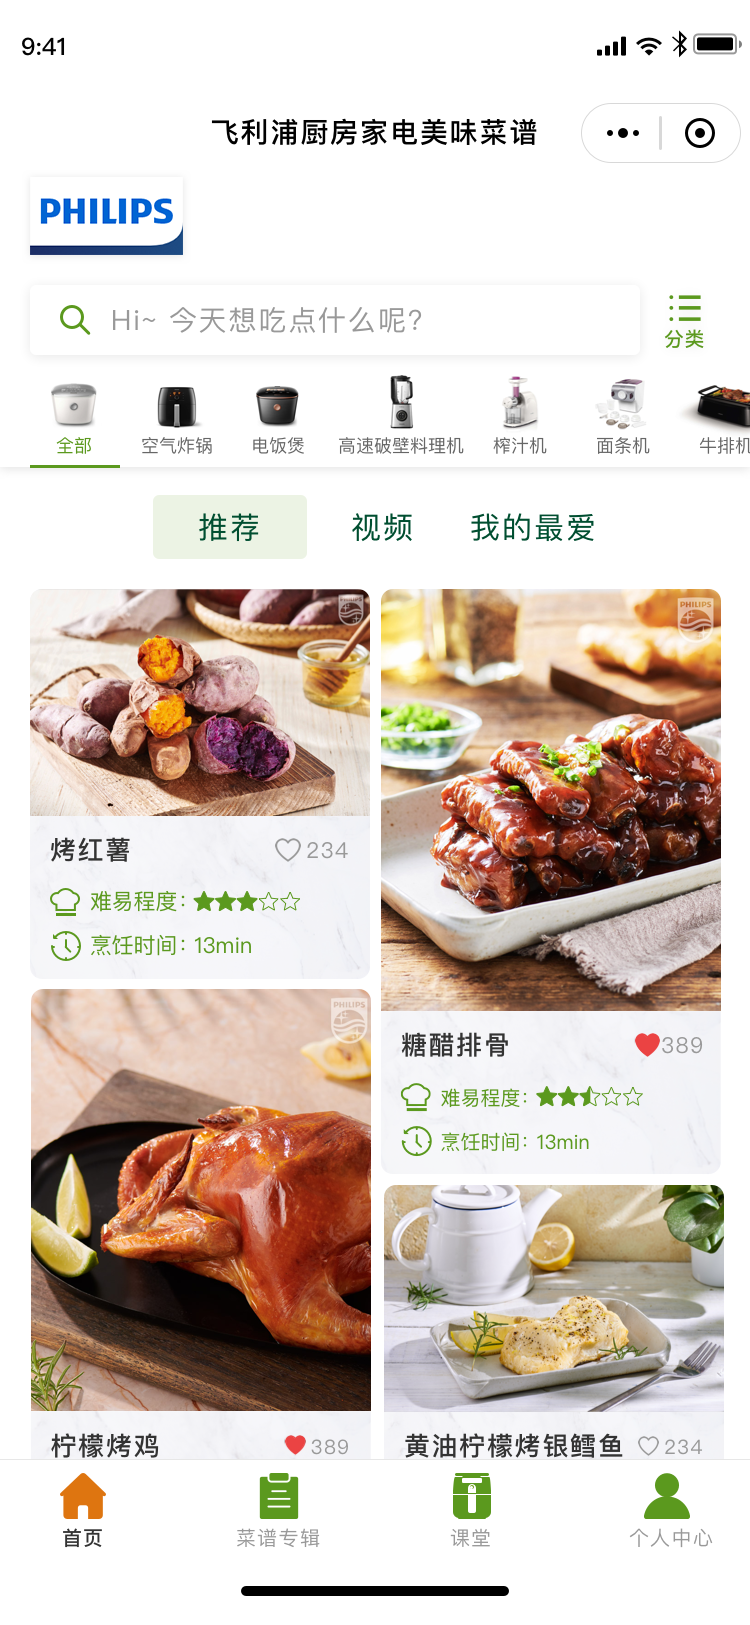 9:41
飞利浦厨房家电美味菜谱
PHILIPS
Hi~ 今天想吃点什么呢?
分类
全部 空气炸锅 电饭煲 高速破壁料理机 榨汁机 面条机 牛排机
推荐 视频 我的最爱
PHILIPS
烤红薯 234
难易程度:
烹饪时间: 13min
PHILIPS
糖醋排骨 389
难易程度:
烹饪时间: 13min
PHILIPS
柠檬烤鸡 389
黄油柠檬烤银鳕鱼 234
首页 菜谱专辑 课堂 个人中心